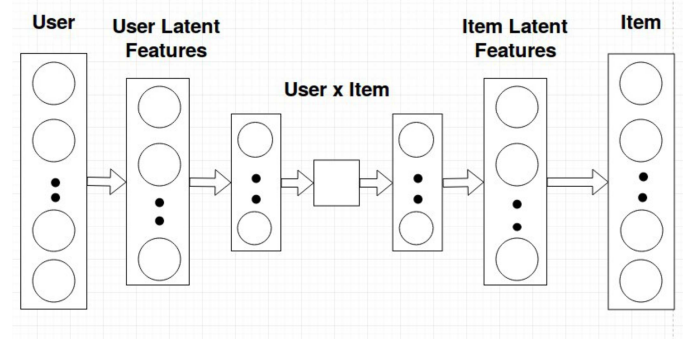 User
User Latent
Features
User x Item
Item Latent
Features
Item